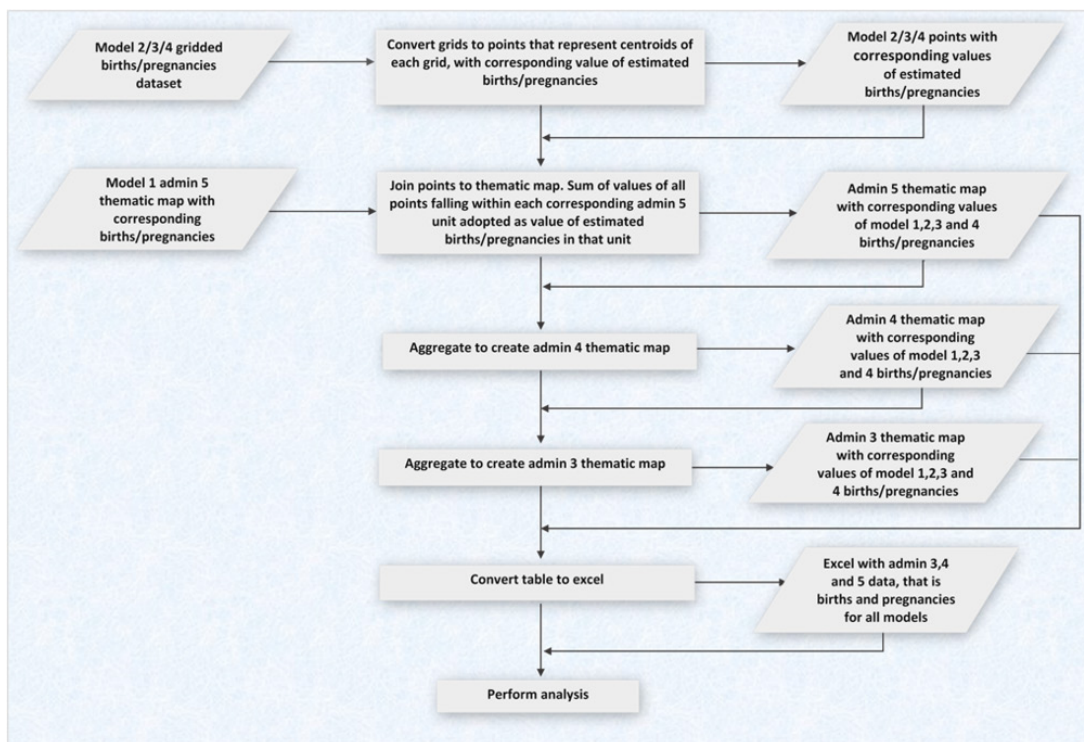 Model 2/3/4 gridded
births/pregnancies
dataset
Convert grids to points that represent centroids of
each grid, with corresponding value of estimated
births/pregnancies
Model 2/3/4 points with
corresponding values
of estimated
births/pregnancies
Model 1 admin 5
thematic map with
corresponding
births/pregnancies
Join points to thematic map. Sum of values of all
points falling within each corresponding admin 5
unit adopted as value of estimated
births/pregnancies in that unit
Admin 5 thematic map
with corresponding values
of model 1,2,3 and 4
births/pregnancies
Aggregate to create admin 4 thematic map
Admin 4 thematic map
with corresponding
values of model 1,2,3
and 4 births/pregnancies
Aggregate to create admin 3 thematic map
Admin 3 thematic map
with corresponding
values of model 1,2,3 and
4 births/pregnancies
Convert table to excel
Excel with admin 3,4
and 5 data, that is
births and pregnancies
for all models
Perform analysis